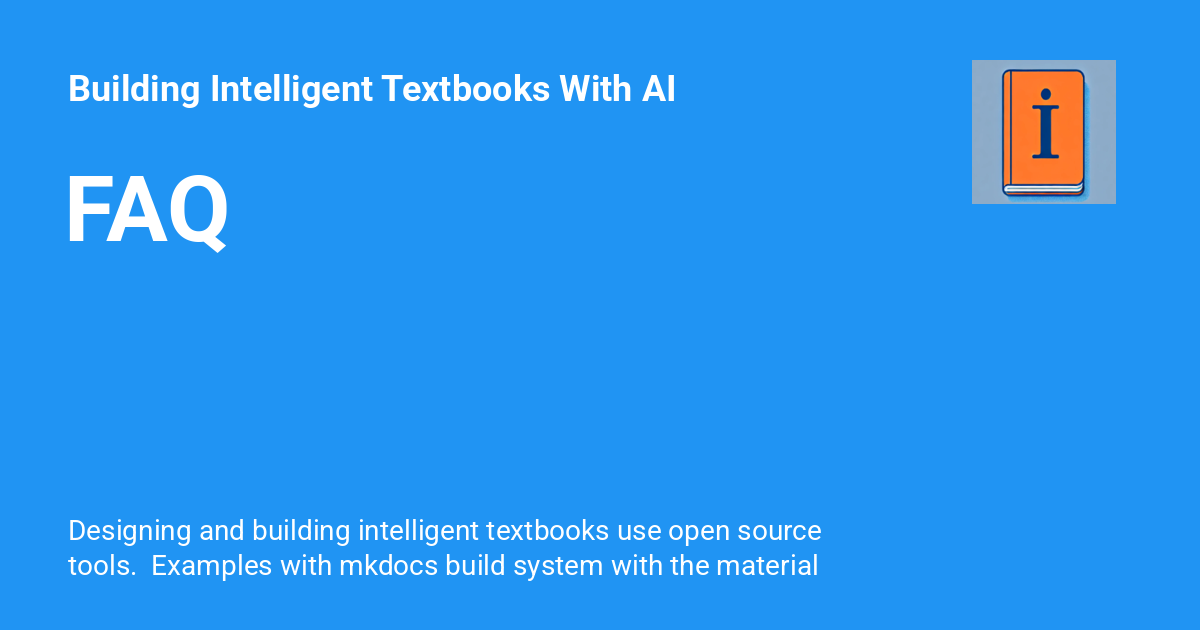 Building Intelligent Textbooks With AI
i
FAQ
Designing and building intelligent textbooks use open source
tools.  Examples with mkdocs build system with the material